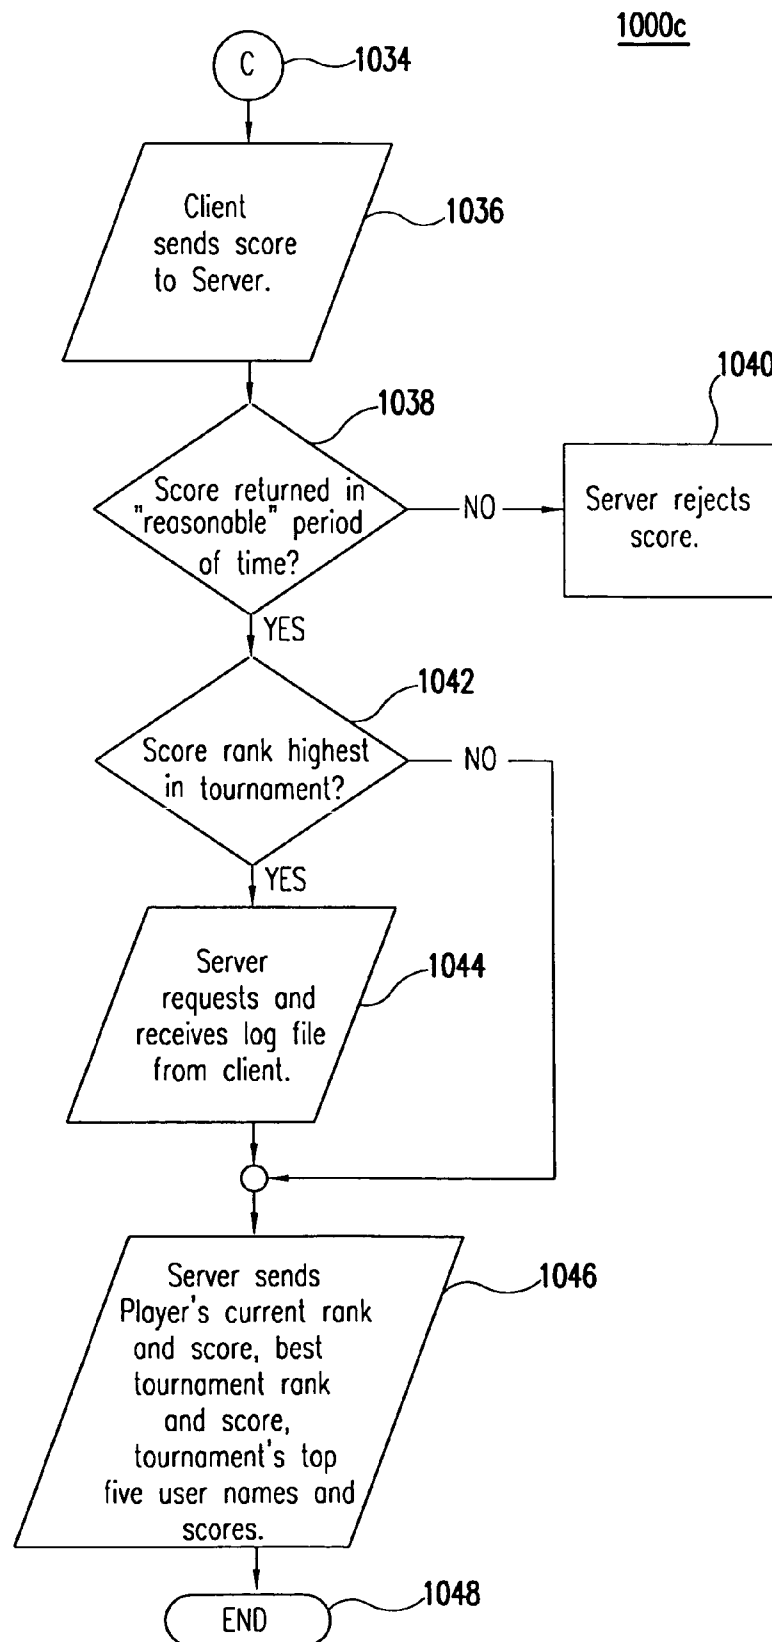 1000c
C
1034
Client
sends score
to Server.
1036
1038
Score returned in
"reasonable" period
of time?
NO
1040
Server rejects
score.
YES
1042
Score rank highest
in tournament?
NO
YES
Server
requests and
receives log file
from client.
1044
Server sends
Player's current rank
and score, best
tournament rank
and score,
tournament's top
five user names and
scores.
1046
END
1048